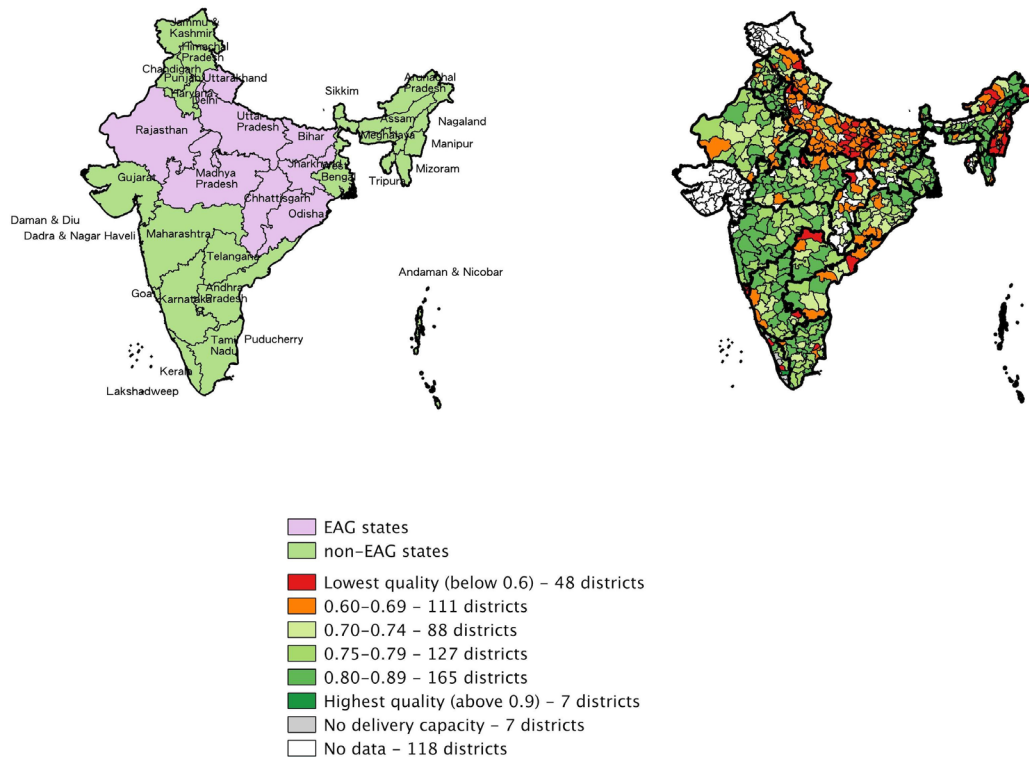 Jammu &
Kashmir
Himachal
Pradesh
Chandigarh
Punjab
Uttarakhand
Haryana
Delhi
Arunachal
Pradesh
Sikkim
Rajasthan
Uttar
Pradesh
Bihar
Assam
Nagaland
Meghalaya
Manipur
Jharkhand
West
Bengal
Mizoram
Tripura
Gujarat
Madhya
Pradesh
Chhattisgarh
Odisha
Daman & Diu
Dadra & Nagar Haveli
Maharashtra
Telangana
Andaman & Nicobar
Goa
Karnataka
Andhra
Pradesh
Tamil
Nadu
Puducherry
Kerala
Lakshadweep
EAG states
non-EAG states
Lowest quality (below 0.6) – 48 districts
0.60–0.69 – 111 districts
0.70–0.74 – 88 districts
0.75–0.79 – 127 districts
0.80–0.89 – 165 districts
Highest quality (above 0.9) – 7 districts
No delivery capacity – 7 districts
No data – 118 districts